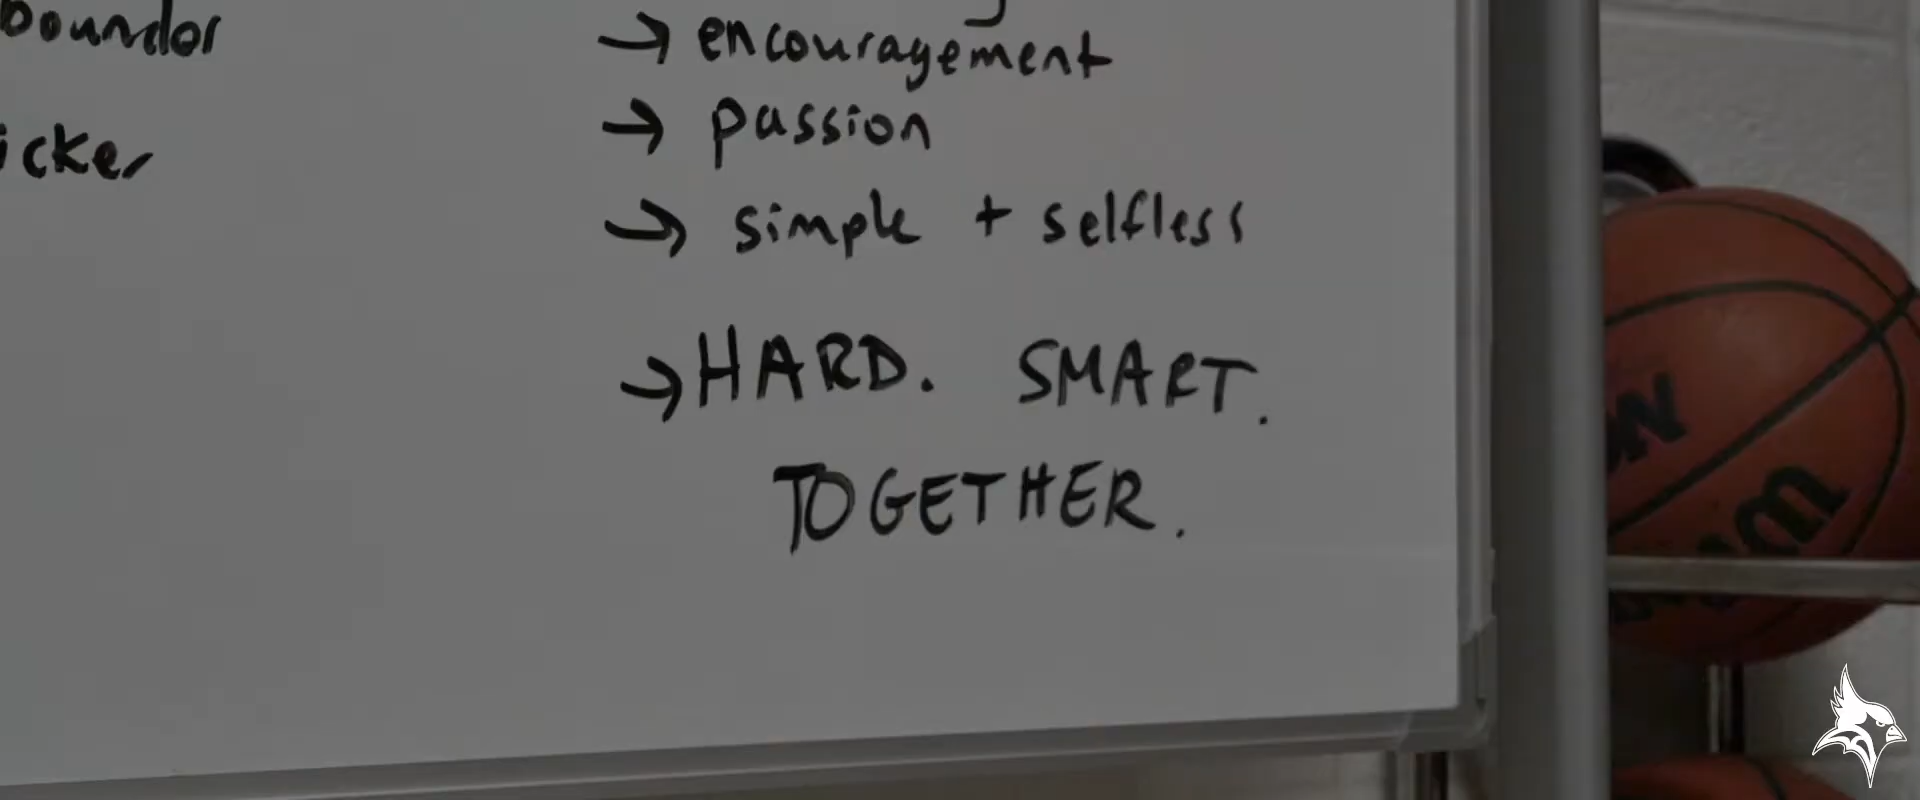 → encouragement
→ passion
→ simple + selfless
→ HARD. SMART.
TOGETHER.